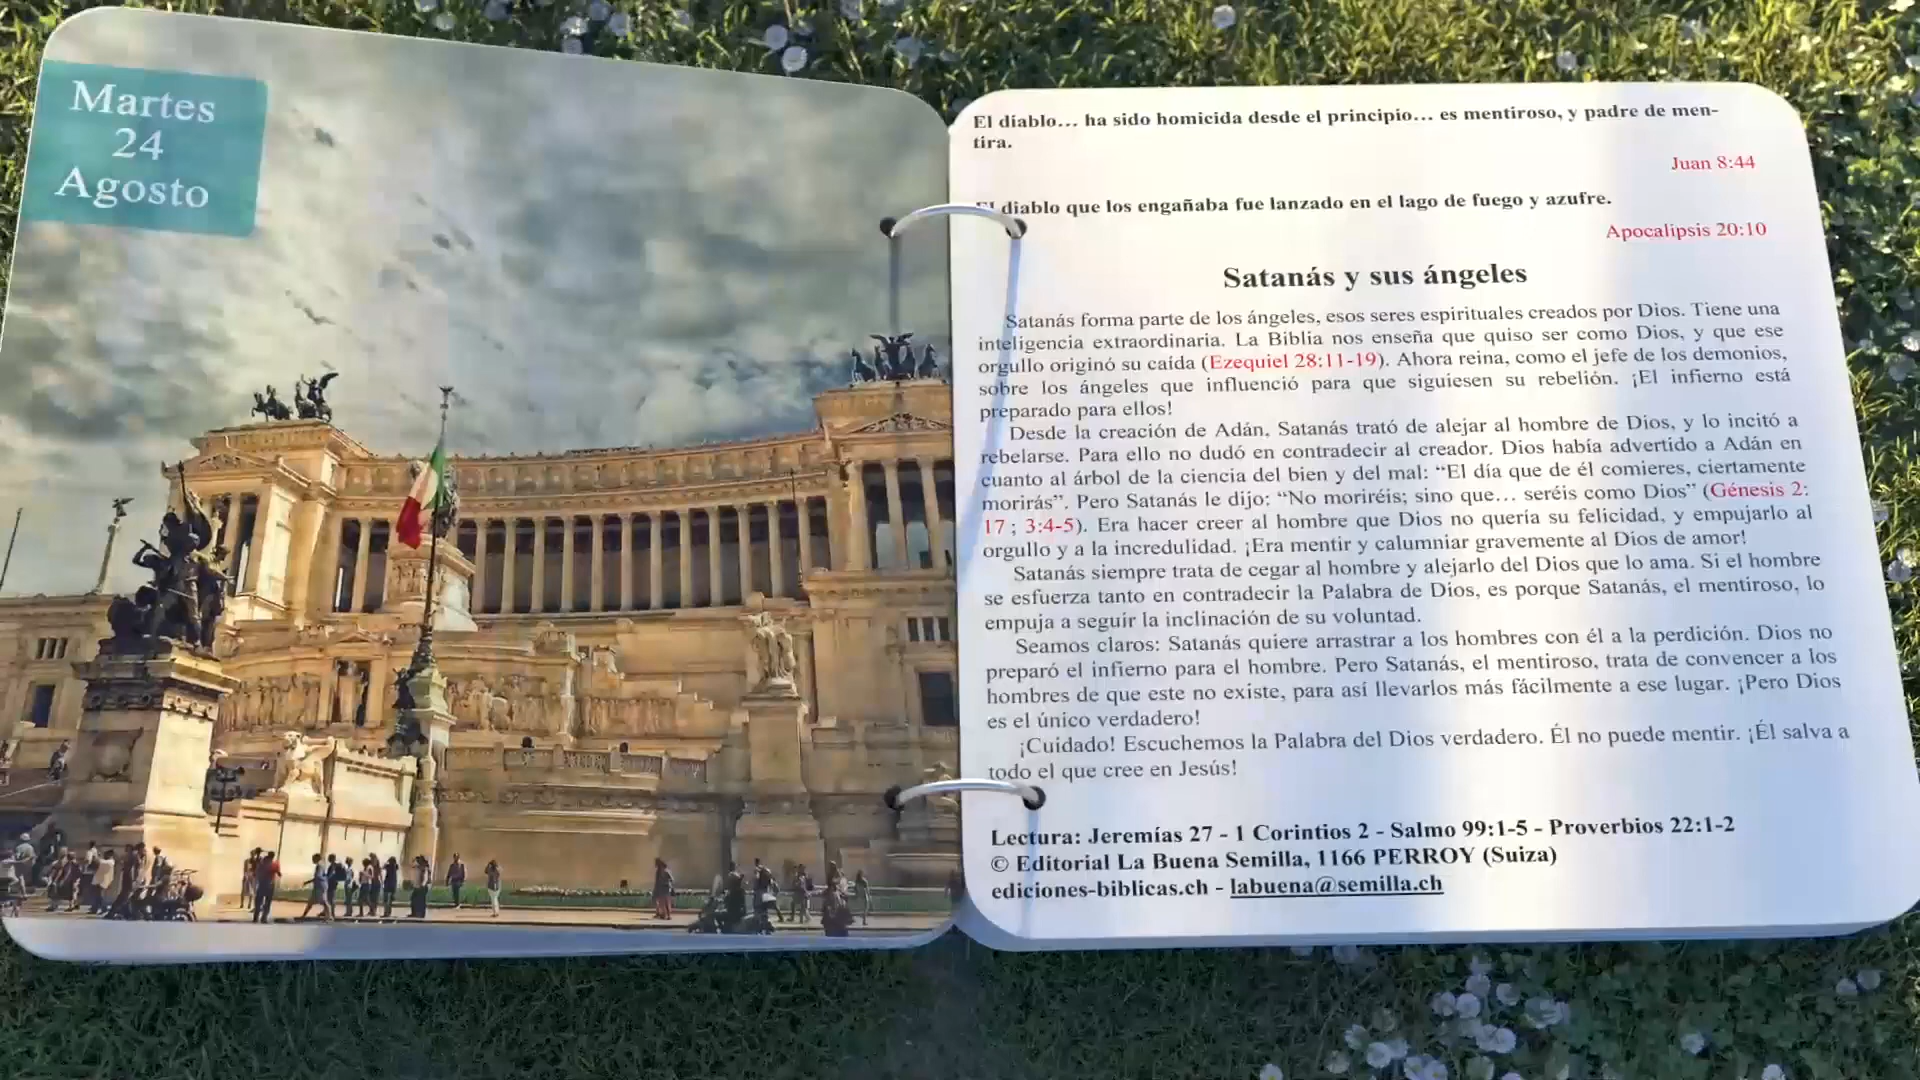 Martes
24
Agosto
El diablo... ha sido homicida desde el principio... es mentiroso, y padre de men-
tira.
Juan 8:44
El diablo que los engañaba fue lanzado en el lago de fuego y azufre.
Apocalipsis 20:10
Satanás y sus ángeles
Satanás forma parte de los ángeles, esos seres espirituales creados por Dios. Tiene una
inteligencia extraordinaria. La Biblia nos enseña que quiso ser como Dios, y que ese
orgullo originó su caída (Ezequiel 28:11-19). Ahora reina, como el jefe de los demonios,
sobre los ángeles que influenció para que siguiesen su rebelión. ¡El infierno está
preparado para ellos!
Desde la creación de Adán, Satanás trató de alejar al hombre de Dios, y lo incitó a
rebelarse. Para ello no dudó en contradecir al creador. Dios había advertido a Adán en
cuanto al árbol de la ciencia del bien y del mal: “El día que de él comieres, ciertamente
morirás”. Pero Satanás le dijo: “No moriréis; sino que... seréis como Dios” (Génesis 2:
17 ; 3:4-5). Era hacer creer al hombre que Dios no quería su felicidad, y empujarlo al
orgullo y a la incredulidad. ¡Era mentir y calumniar gravemente al Dios de amor!
Satanás siempre trata de cegar al hombre y alejarlo del Dios que lo ama. Si el hombre
se esfuerza tanto en contradecir la Palabra de Dios, es porque Satanás, el mentiroso, lo
empuja a seguir la inclinación de su voluntad.
Seamos claros: Satanás quiere arrastrar a los hombres con él a la perdición. Dios no
preparó el infierno para el hombre. Pero Satanás, el mentiroso, trata de convencer a los
hombres de que este no existe, para así llevarlos más fácilmente a ese lugar. ¡Pero Dios
es el único verdadero!
¡Cuidado! Escuchemos la Palabra del Dios verdadero. Él no puede mentir. ¡Él salva a
todo el que cree en Jesús!
Lectura: Jeremías 27 - 1 Corintios 2 - Salmo 99:1-5 - Proverbios 22:1-2
© Editorial La Buena Semilla, 1166 PERROY (Suiza)
ediciones-biblicas.ch - labuena@semilla.ch